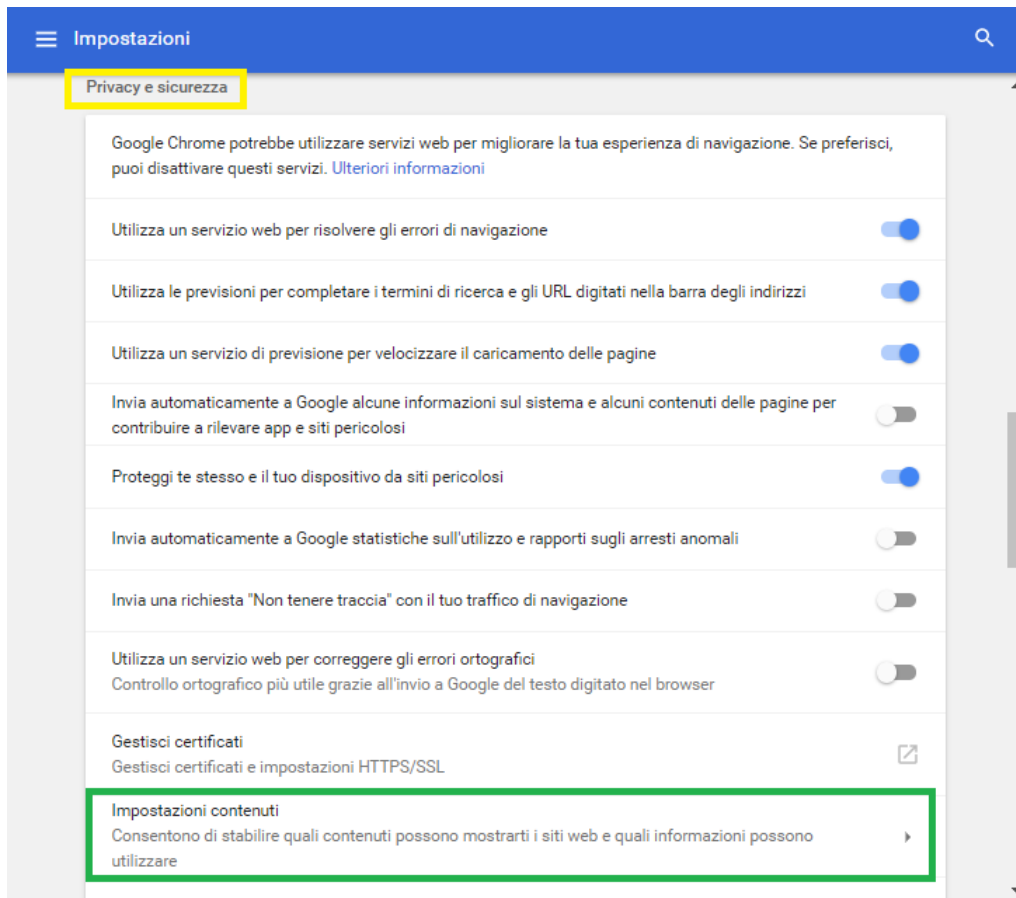 Impostazioni
Privacy e sicurezza
Google Chrome potrebbe utilizzare servizi web per migliorare la tua esperienza di navigazione. Se preferisci,
puoi disattivare questi servizi. Ulteriori informazioni
Utilizza un servizio web per risolvere gli errori di navigazione
Utilizza le previsioni per completare i termini di ricerca e gli URL digitati nella barra degli indirizzi
Utilizza un servizio di previsione per velocizzare il caricamento delle pagine
Invia automaticamente a Google alcune informazioni sul sistema e alcuni contenuti delle pagine per
contribuire a rilevare app e siti pericolosi
Proteggi te stesso e il tuo dispositivo da siti pericolosi
Invia automaticamente a Google statistiche sull'utilizzo e rapporti sugli arresti anomali
Invia una richiesta "Non tenere traccia" con il tuo traffico di navigazione
Utilizza un servizio web per correggere gli errori ortografici
Controllo ortografico più utile grazie all'invio a Google del testo digitato nel browser
Gestisci certificati
Gestisci certificati e impostazioni HTTPS/SSL
Impostazioni contenuti
Consentono di stabilire quali contenuti possono mostrarti i siti web e quali informazioni possono
utilizzare